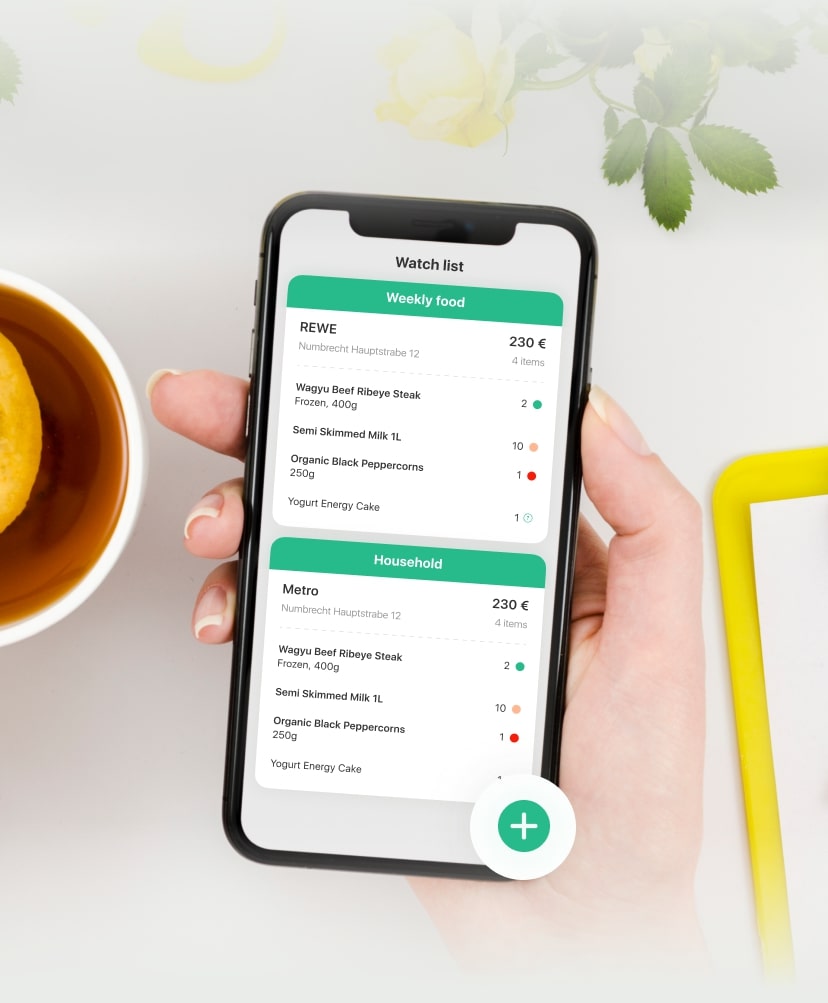 Watch list
Weekly food
REWE
230 €
Numbrecht Hauptstrabe 12
4 items
Wagyu Beef Ribeye Steak
2
Frozen, 400g
Semi Skimmed Milk 1L
10
Organic Black Peppercorns
1
250g
Yogurt Energy Cake
1
Household
Metro
230 €
Numbrecht Hauptstrabe 12
4 items
Wagyu Beef Ribeye Steak
2
Frozen, 400g
Semi Skimmed Milk 1L
10
Organic Black Peppercorns
1
250g
Yogurt Energy Cake